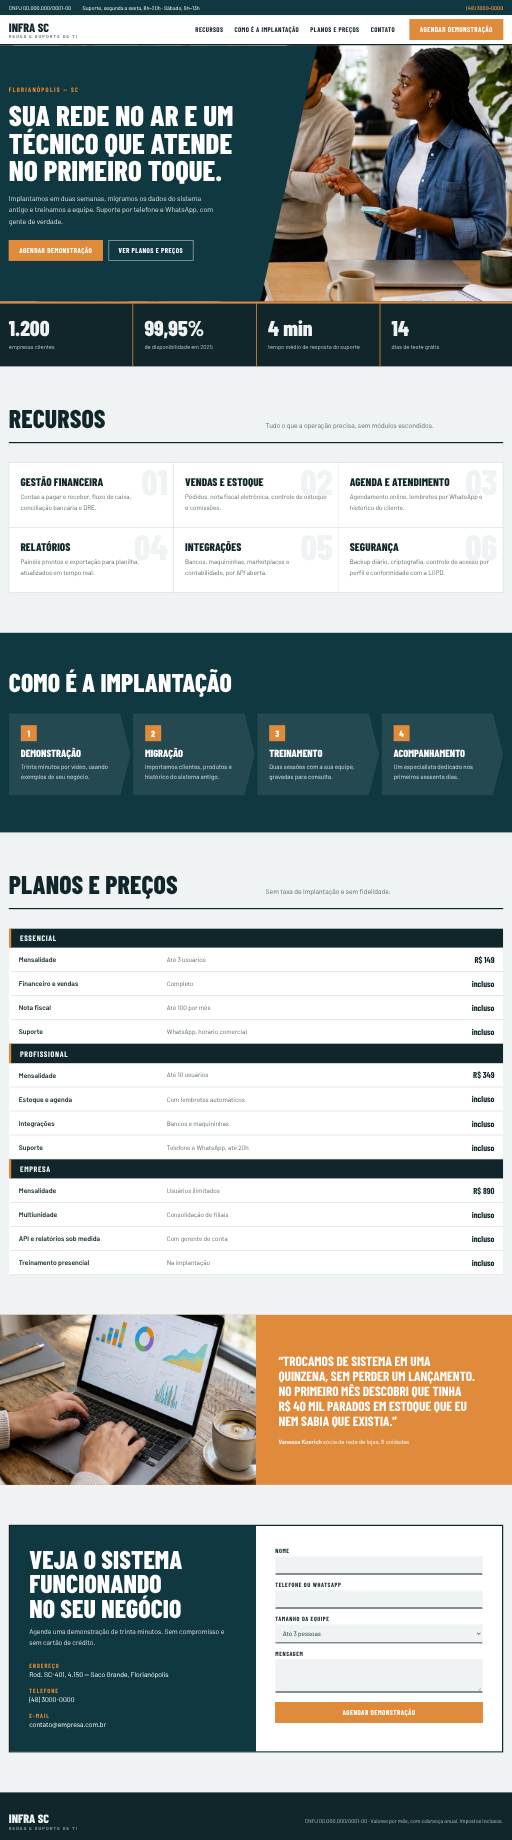 CNPJ 00.000.000/0001-00 Suporte, segunda a sexta, 8h–20h · Sábado, 9h–13h (48) 3000-0000
INFRA SC
REDES & SUPORTE DE TI
RECURSOS COMO É A IMPLANTAÇÃO PLANOS E PREÇOS CONTATO AGENDAR DEMONSTRAÇÃO
FLORIANÓPOLIS — SC
SUA REDE NO AR E UM
TÉCNICO QUE ATENDE
NO PRIMEIRO TOQUE.
Implantamos em duas semanas, migramos os dados do sistema
antigo e treinamos a equipe. Suporte por telefone e WhatsApp, com
gente de verdade.
AGENDAR DEMONSTRAÇÃO VER PLANOS E PREÇOS
1.200 99,95% 4 min 14
empresas clientes de disponibilidade em 2025 tempo médio de resposta do suporte dias de teste grátis
RECURSOS
Tudo o que a operação precisa, sem módulos escondidos.
01
GESTÃO FINANCEIRA
Contas a pagar e receber, fluxo de caixa,
conciliação bancária e DRE.
02
VENDAS E ESTOQUE
Pedidos, nota fiscal eletrônica, controle de estoque
e comissões.
03
AGENDA E ATENDIMENTO
Agendamento online, lembretes por WhatsApp e
histórico do cliente.
04
RELATÓRIOS
Painéis prontos e exportação para planilha,
atualizados em tempo real.
05
INTEGRAÇÕES
Bancos, maquininhas, marketplaces e
contabilidade, por API aberta.
06
SEGURANÇA
Backup diário, criptografia, controle de acesso por
perfil e conformidade com a LGPD.
COMO É A IMPLANTAÇÃO
1
DEMONSTRAÇÃO
Trinta minutos por vídeo, usando
exemplos do seu negócio.
2
MIGRAÇÃO
Importamos clientes, produtos e
histórico do sistema antigo.
3
TREINAMENTO
Duas sessões com a sua equipe,
gravadas para consulta.
4
ACOMPANHAMENTO
Um especialista dedicado nos
primeiros sessenta dias.
PLANOS E PREÇOS
Sem taxa de implantação e sem fidelidade.
ESSENCIAL
Mensalidade Até 3 usuários R$ 149
Financeiro e vendas Completo incluso
Nota fiscal Até 100 por mês incluso
Suporte WhatsApp, horário comercial incluso
PROFISSIONAL
Mensalidade Até 10 usuários R$ 349
Estoque e agenda Com lembretes automáticos incluso
Integrações Bancos e maquininhas incluso
Suporte Telefone e WhatsApp, até 20h incluso
EMPRESA
Mensalidade Usuários ilimitados R$ 890
Multiunidade Consolidação de filiais incluso
API e relatórios sob medida Com gerente de conta incluso
Treinamento presencial Na implantação incluso
“TROCAMOS DE SISTEMA EM UMA
QUINZENA, SEM PERDER UM LANÇAMENTO.
NO PRIMEIRO MÊS DESCOBRI QUE TINHA
R$ 40 MIL PARADOS EM ESTOQUE QUE EU
NEM SABIA QUE EXISTIA.”
Vanessa Koerich sócia de rede de lojas, 8 unidades
VEJA O SISTEMA
FUNCIONANDO
NO SEU NEGÓCIO
Agende uma demonstração de trinta minutos. Sem compromisso e
sem cartão de crédito.
ENDEREÇO
Rod. SC-401, 4.150 — Saco Grande, Florianópolis
TELEFONE
(48) 3000-0000
E-MAIL
contato@empresa.com.br
NOME
TELEFONE OU WHATSAPP
TAMANHO DA EQUIPE
Até 3 pessoas
MENSAGEM
AGENDAR DEMONSTRAÇÃO
INFRA SC
REDES & SUPORTE DE TI
CNPJ 00.000.000/0001-00 · Valores por mês, com cobrança anual. Impostos inclusos.